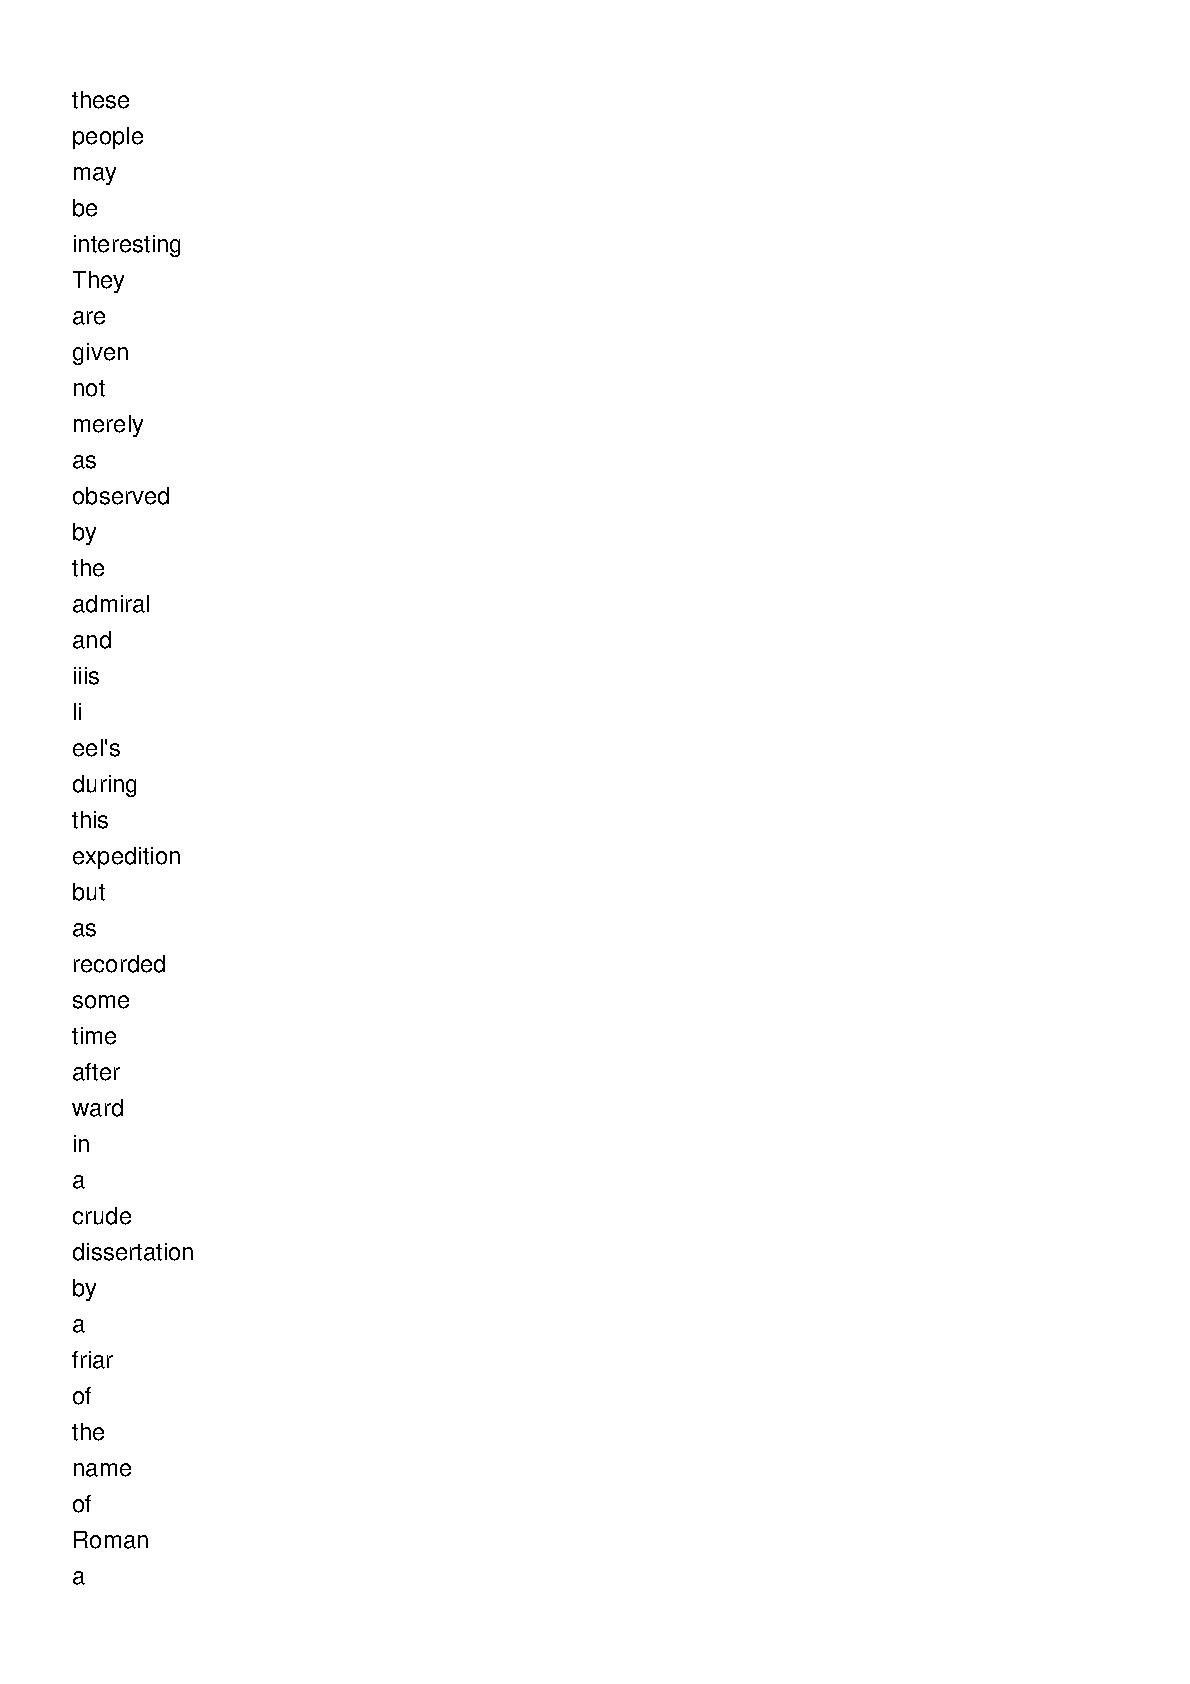 these
people
may
be
interesting
They
are
given
not
merely
as
observed
by
the
admiral
and
iiis
li
eel's
during
this
expedition
but
as
recorded
some
time
after
ward
in
a
crude
dissertation
by
a
friar
of
the
name
of
Roman
a